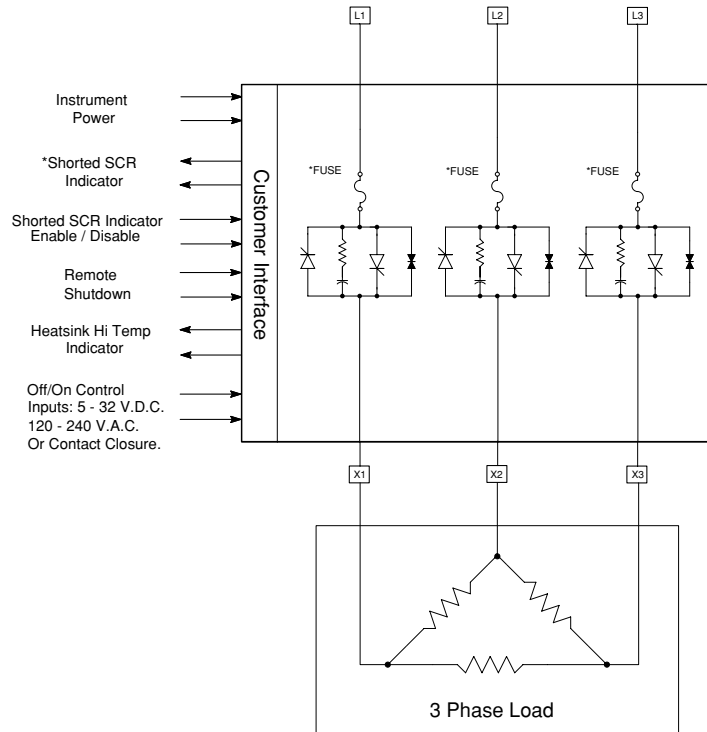 L1
L2
L3
Instrument
Power
*Shorted SCR
Indicator
Shorted SCR Indicator
Enable / Disable
Remote
Shutdown
Heatsink Hi Temp
Indicator
Off/On Control
Inputs: 5 - 32 V.D.C.
120 - 240 V.A.C.
Or Contact Closure.
Customer Interface
*FUSE
*FUSE
*FUSE
X1
X2
X3
3 Phase Load